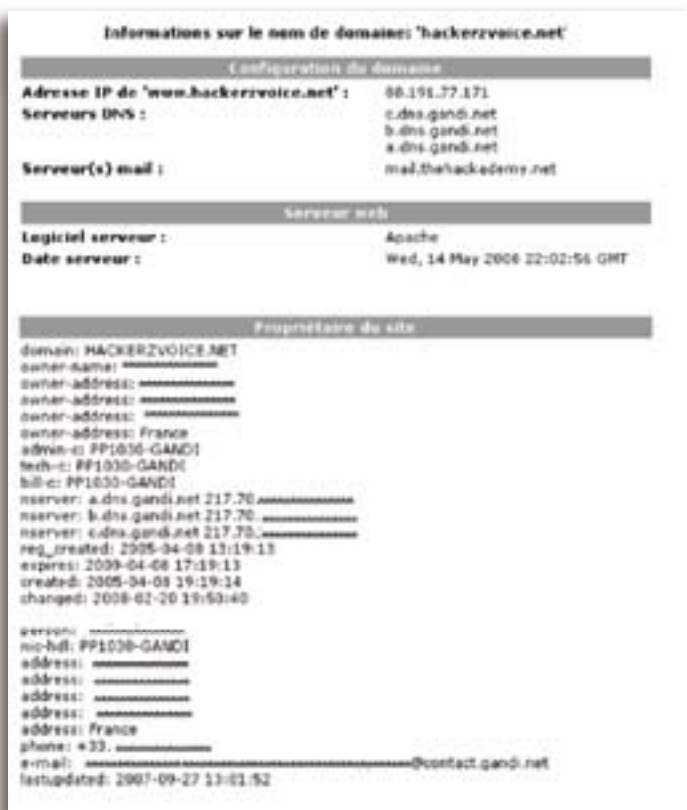 Informations sur le nom de domaine: 'hackerzvoice.net'
Configuration du domaine
Adresse IP de 'www.hackerzvoice.net' : 88.191.77.171
Serveurs DNS : c.dns.gandi.net
b.dns.gandi.net
a.dns.gandi.net
Serveur(s) mail : mail.thehackademy.net
Serveur web
Logiciel serveur : Apache
Date serveur : Wed, 14 May 2008 22:02:56 GMT
Propriétaire du site
domain: HACKERZVOICE.NET
owner-name:
owner-address:
owner-address:
owner-address:
owner-address: France
admin-c: PP1030-GANDI
tech-c: PP1030-GANDI
bill-c: PP1030-GANDI
nserver: a.dns.gandi.net 217.70.
nserver: b.dns.gandi.net 217.70.
nserver: c.dns.gandi.net 217.70.
reg_created: 2005-04-08 13:19:13
expires: 2009-04-08 17:19:13
created: 2005-04-08 19:19:14
changed: 2008-02-20 19:50:40
person:
nic-hdl: PP1030-GANDI
address:
address:
address:
address:
address: France
phone: +33.
e-mail: @contact.gandi.net
lastupdated: 2007-09-27 13:01:52